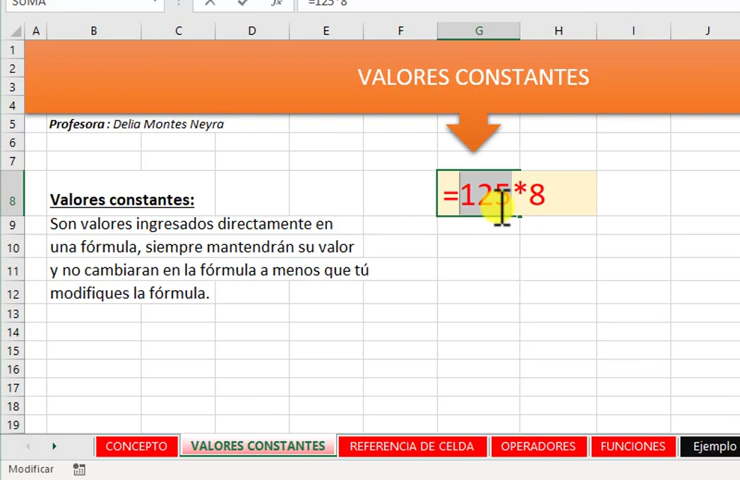 SUMA
=125*8
A B C D E F G H I J
1
2
3
4
VALORES CONSTANTES
5 Profesora : Delia Montes Neyra
6
7
8 Valores constantes: =125*8
9 Son valores ingresados directamente en
10 una fórmula, siempre mantendrán su valor
11 y no cambiaran en la fórmula a menos que tú
12 modifiques la fórmula.
13
14
15
16
17
18
19
CONCEPTO VALORES CONSTANTES REFERENCIA DE CELDA OPERADORES FUNCIONES Ejemplo
Modificar